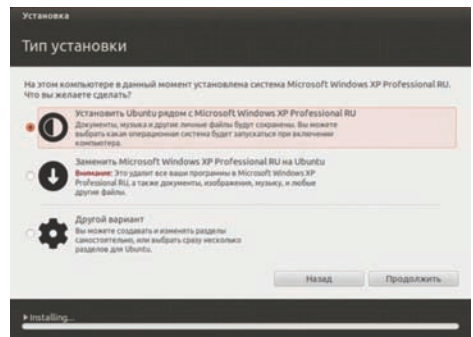 Установка
Тип установки
На этом компьютере в данный момент установлена система Microsoft Windows XP Professional RU.
Что вы желаете сделать?
Установить Ubuntu рядом с Microsoft Windows XP Professional RU
Документы, музыка и другие личные файлы будут сохранены. Вы можете
выбрать какая операционная система будет запускаться при включении
компьютера.
Заменить Microsoft Windows XP Professional RU на Ubuntu
Внимание: Это удалит все ваши программы в Microsoft Windows XP
Professional RU, а также документы, изображения, музыку, и любые
другие файлы.
Другой вариант
Вы можете создавать и изменять разделы
самостоятельно, или выбрать сразу несколько
разделов для Ubuntu.
Назад
Продолжить
Installing...